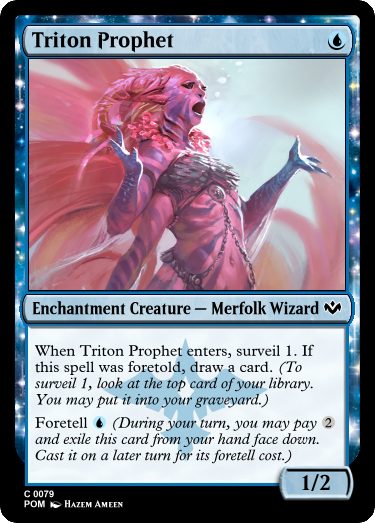 Triton Prophet
Enchantment Creature — Merfolk Wizard
When Triton Prophet enters, surveil 1. If
this spell was foretold, draw a card. (To
surveil 1, look at the top card of your library.
You may put it into your graveyard.)
Foretell (During your turn, you may pay 2
and exile this card from your hand face down.
Cast it on a later turn for its foretell cost.)
1/2
C 0079
POM Hazem Ameen